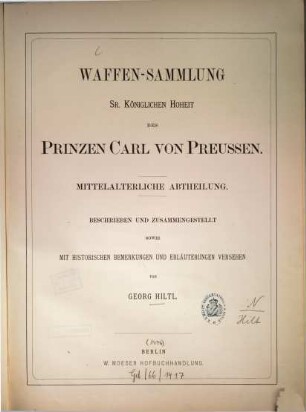 WAFFEN-SAMMLUNG
SR. KÖNIGLICHEN HOHEIT
DES
PRINZEN CARL VON PREUSSEN.
MITTELALTERLICHE ABTHEILUNG.
BESCHRIEBEN UND ZUSAMMENGESTELLT
SOWIE
MIT HISTORISCHEN BEMERKUNGEN UND ERLÄUTERUNGEN VERSEHEN
VON
GEORG HILTL.
N
Hilt
BERLIN
W. MOESER HOFBUCHHANDLUNG.